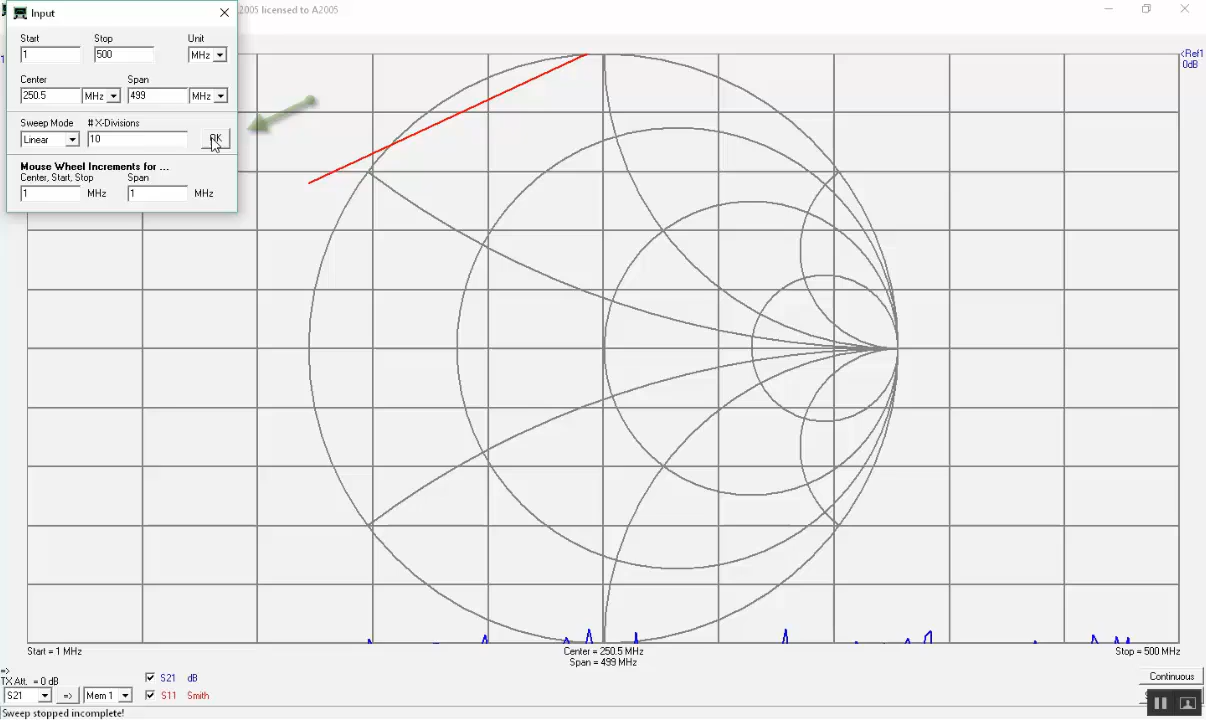 Input
2005 licensed to A2005
Start Stop Unit
1 500 MHz
Center Span
250.5 MHz 499 MHz
Sweep Mode # X-Divisions
Linear 10 OK
Mouse Wheel Increments for ...
Center, Start, Stop Span
1 MHz 1 MHz
1
<Ref1
0dB
Start = 1 MHz Center = 250.5 MHz Stop = 500 MHz
Span = 499 MHz
=>
TX Att. = 0 dB S21 dB Continuous
S21 => Mem 1 S11 Smith
Sweep stopped incomplete!